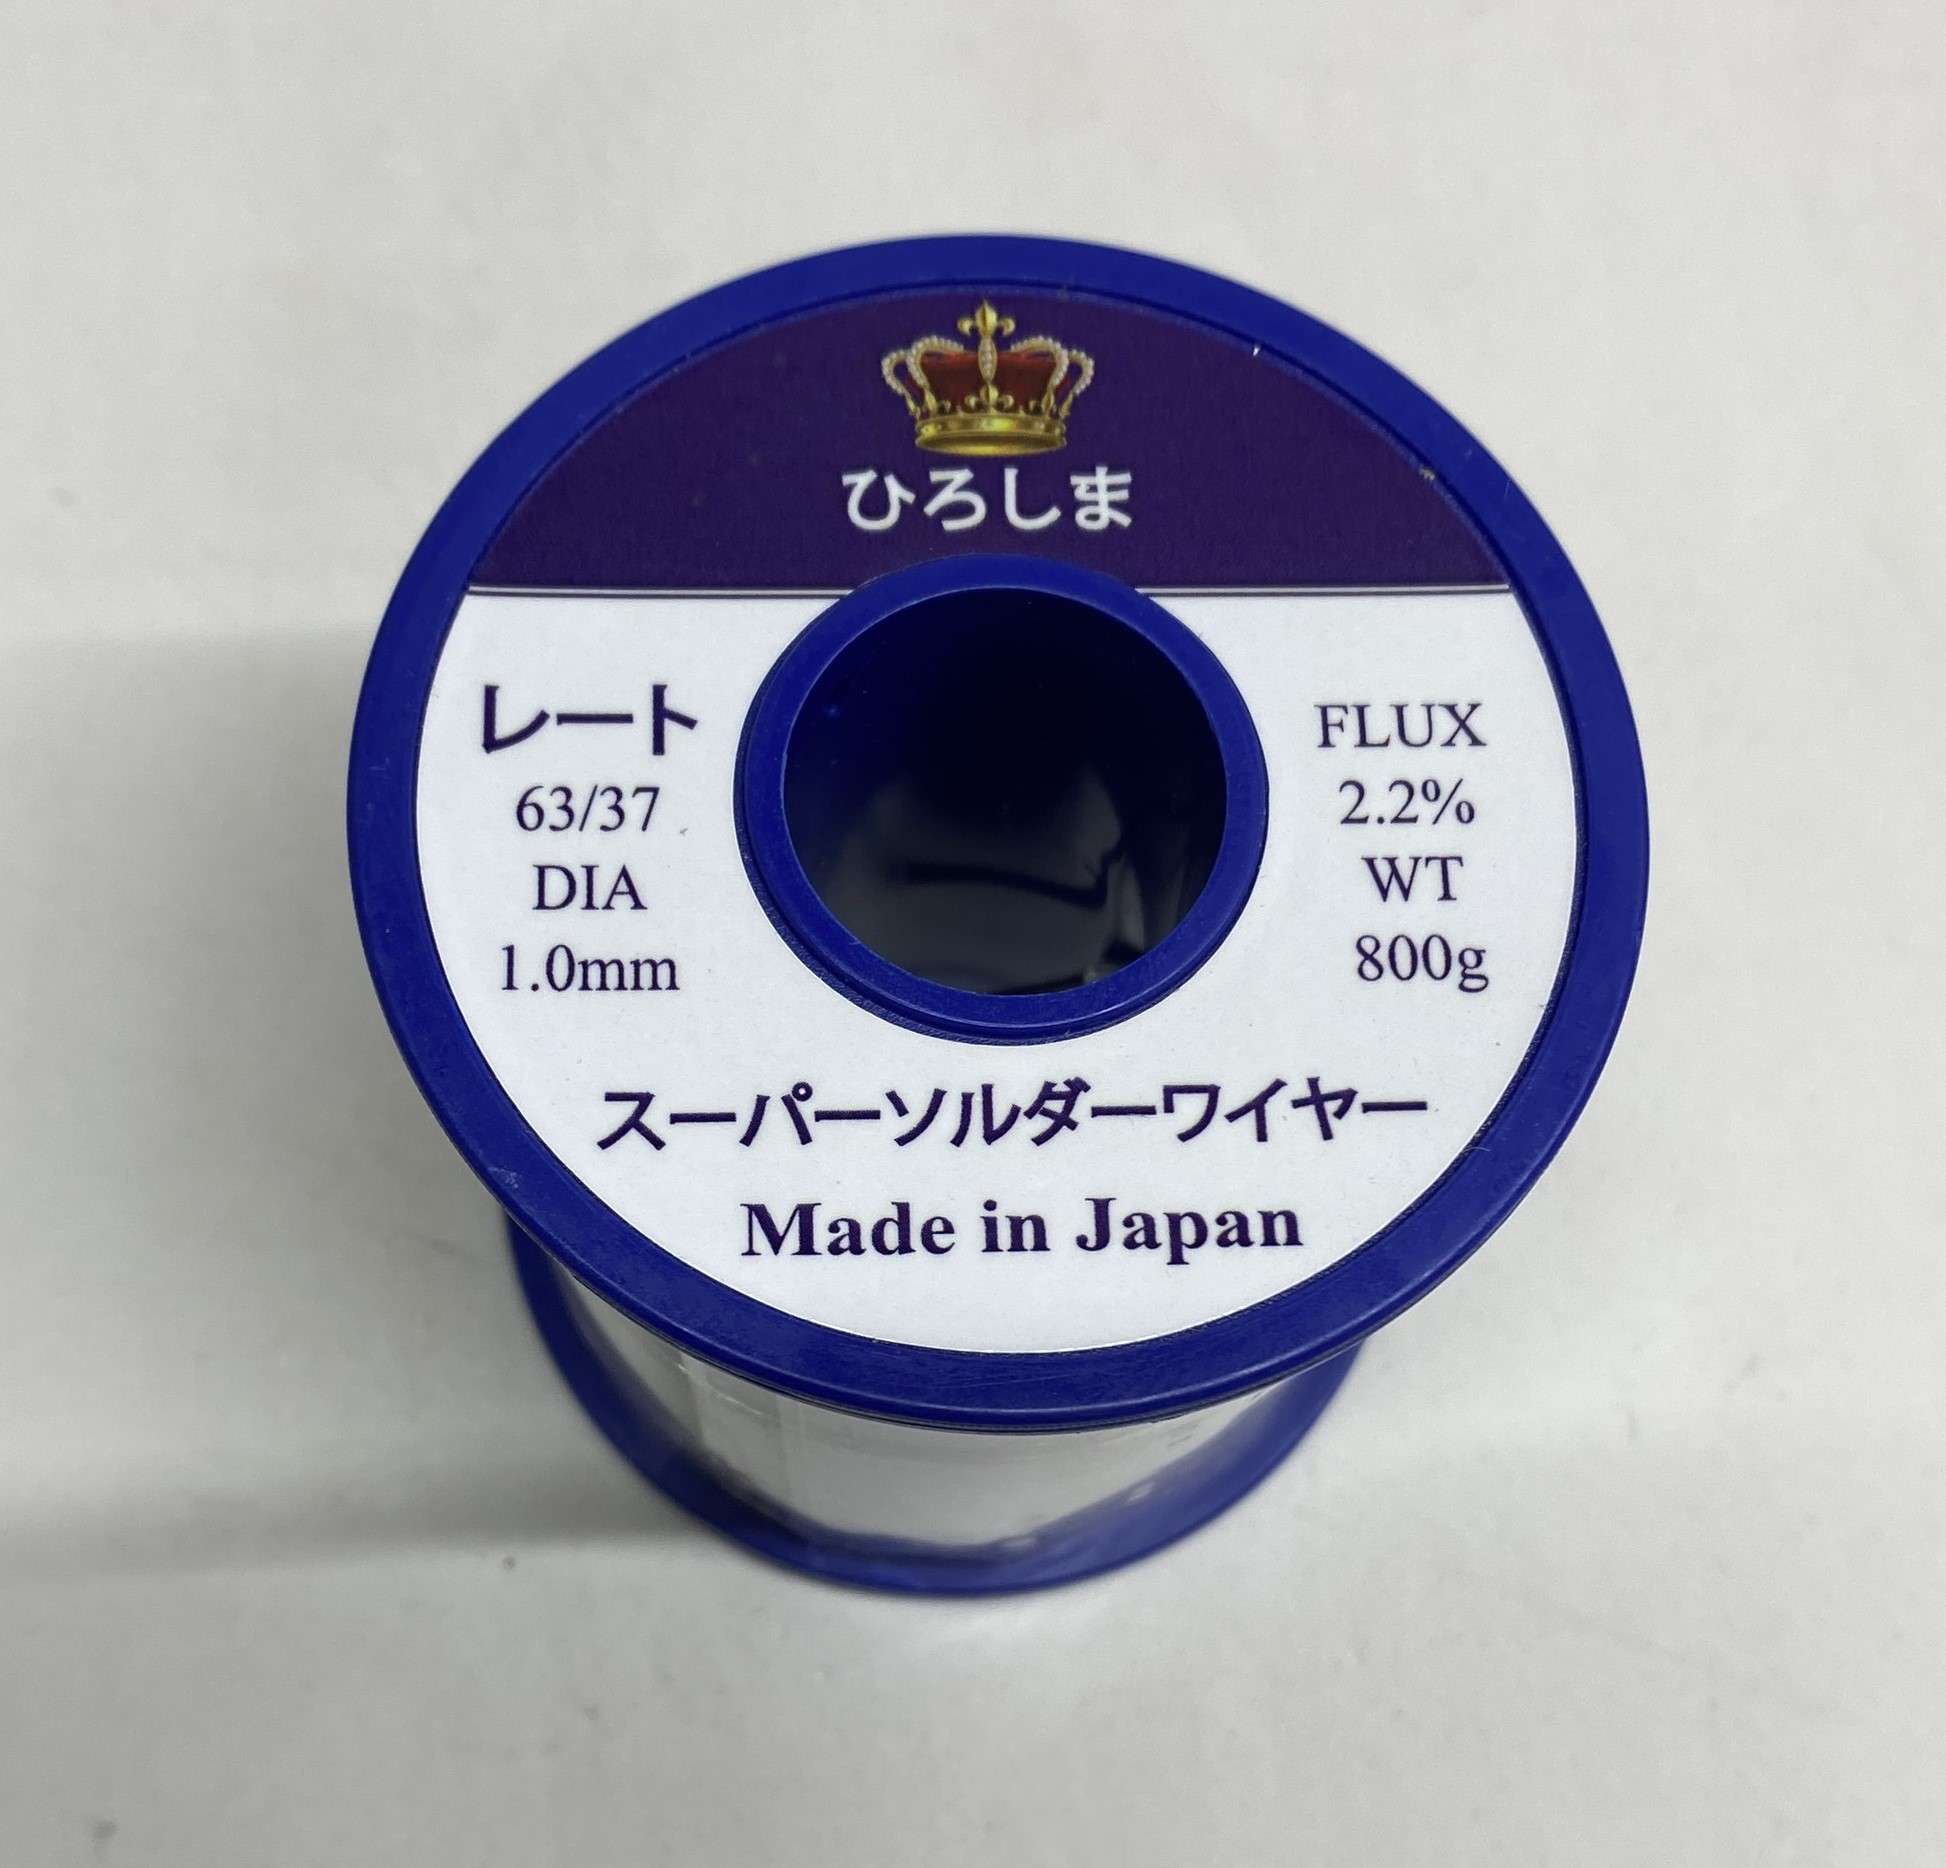 ひろしま
レート
63/37
DIA
1.0mm
FLUX
2.2%
WT
800g
スーパーソルダーワイヤー
Made in Japan